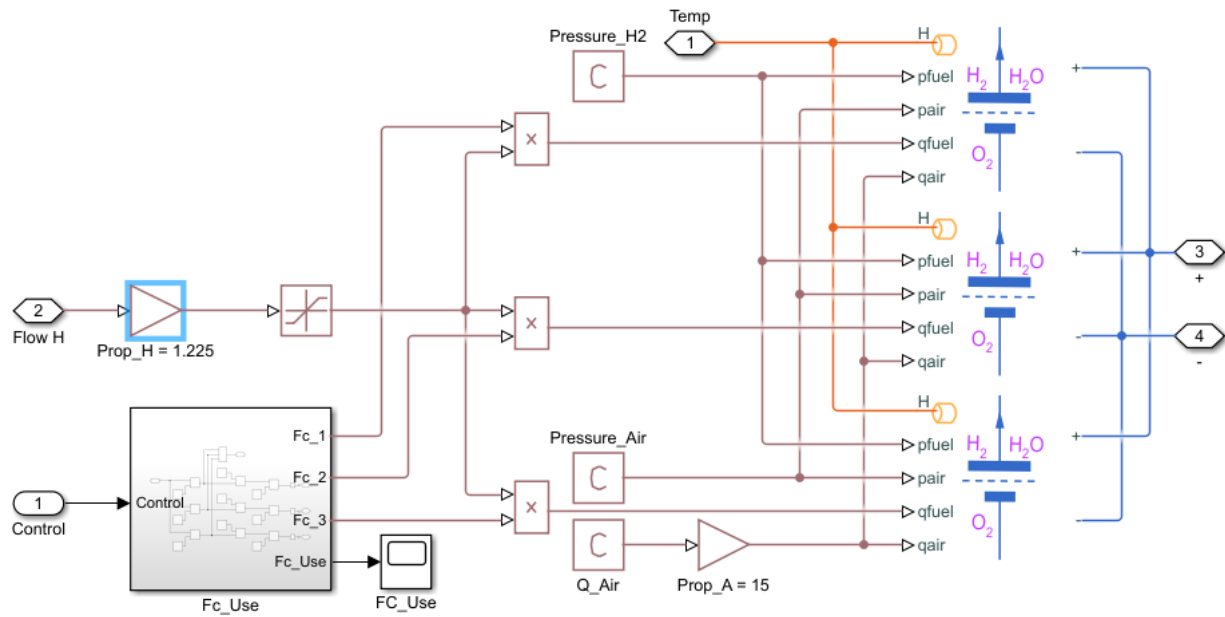 Temp
1
Pressure_H2
C
H
pfuel
pair
qfuel
qair
H2 H2O
O2
+
-
×
H
pfuel
pair
qfuel
qair
H2 H2O
O2
+
-
3
+
4
-
2
Flow H
Prop_H = 1.225
×
H
pfuel
pair
qfuel
qair
H2 H2O
O2
+
-
Pressure_Air
C
×
C
Q_Air
Prop_A = 15
1
Control
Control
Fc_1
Fc_2
Fc_3
Fc_Use
Fc_Use
FC_Use